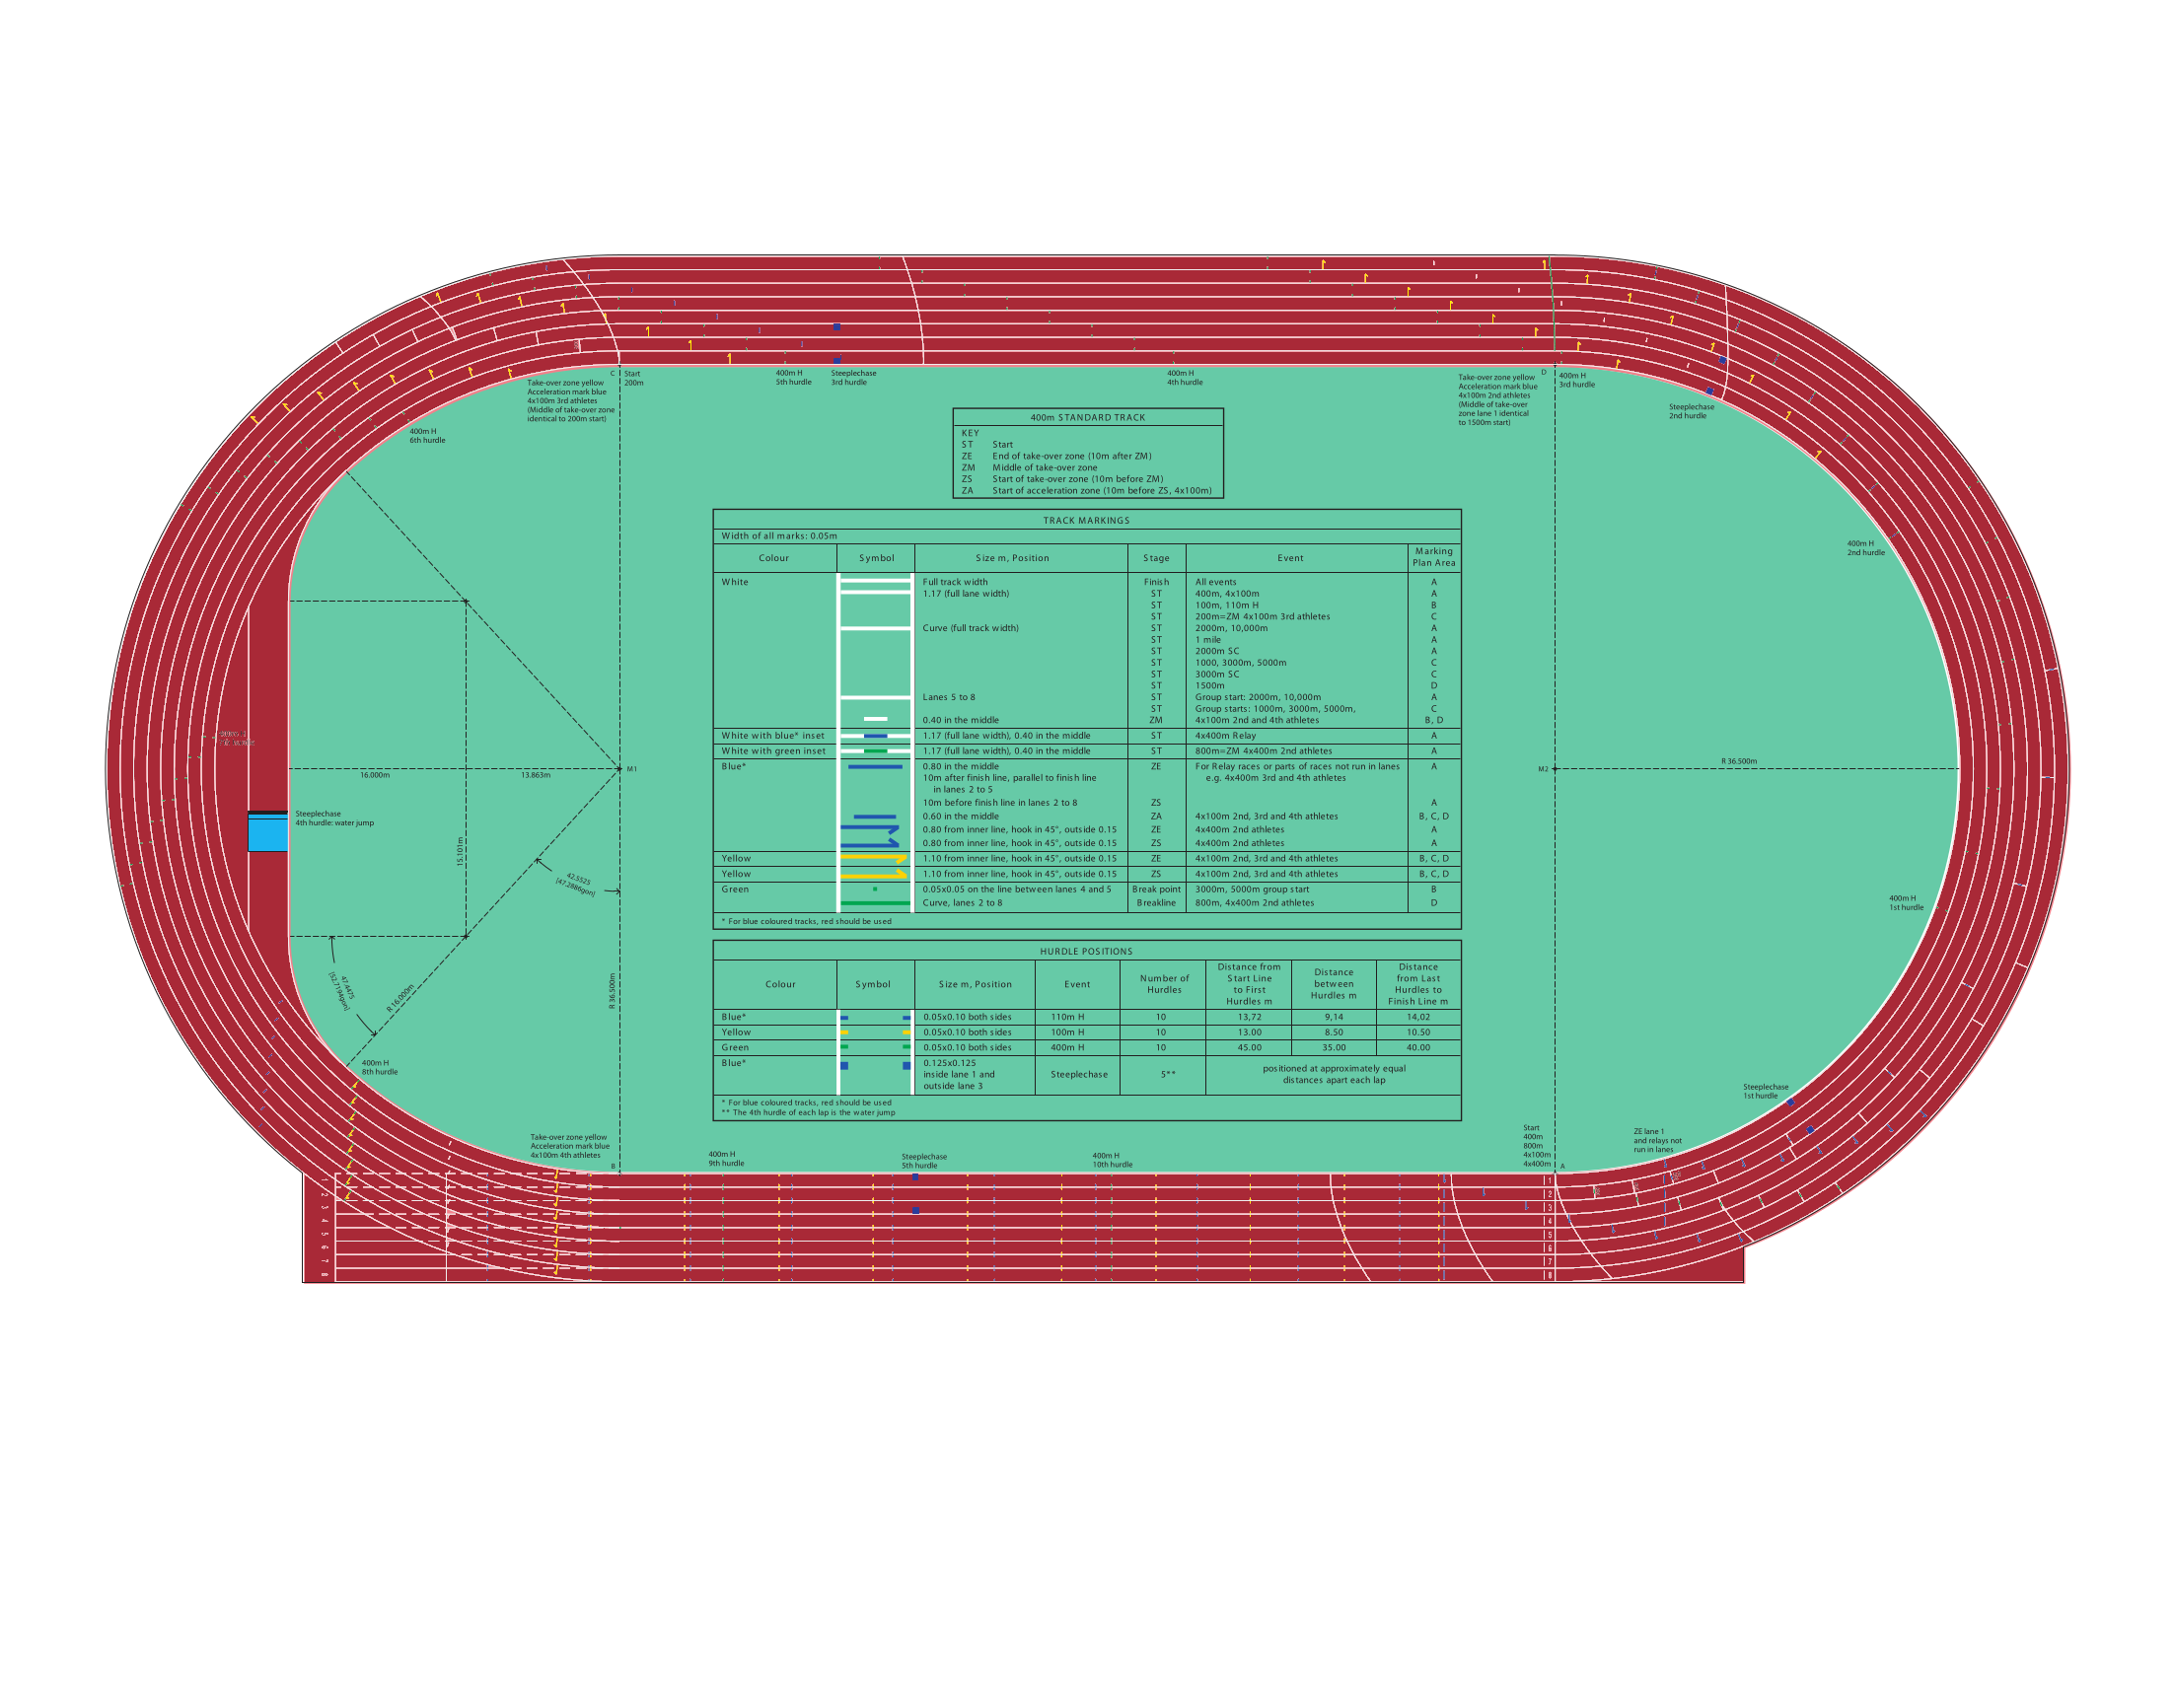 C
Start
200m
Take-over zone yellow
Acceleration mark blue
4x100m 3rd athletes
(Middle of take-over zone
identical to 200m start)
400m H
5th hurdle
Steeplechase
3rd hurdle
400m H
4th hurdle
Take-over zone yellow
Acceleration mark blue
4x100m 2nd athletes
(Middle of take-over
zone lane 1 identical
to 1500m start)
D
400m H
3rd hurdle
Steeplechase
2nd hurdle
400m H
6th hurdle
400m STANDARD TRACK
KEY
ST Start
ZE End of take-over zone (10m after ZM)
ZM Middle of take-over zone
ZS Start of take-over zone (10m before ZM)
ZA Start of acceleration zone (10m before ZS, 4x100m)
TRACK MARKINGS
Width of all marks: 0.05m
Colour Symbol Size m, Position Stage Event Marking Plan Area
White Full track width Finish All events A
1.17 (full lane width) ST 400m, 4x100m A
ST 100m, 110m H B
ST 200m=ZM 4x100m 3rd athletes C
Curve (full track width) ST 2000m, 10,000m A
ST 1 mile A
ST 2000m SC A
ST 1000, 3000m, 5000m C
ST 3000m SC C
ST 1500m D
Lanes 5 to 8 ST Group start: 2000m, 10,000m A
ST Group starts: 1000m, 3000m, 5000m, C
0.40 in the middle ZM 4x100m 2nd and 4th athletes B, D
White with blue* inset 1.17 (full lane width), 0.40 in the middle ST 4x400m Relay A
White with green inset 1.17 (full lane width), 0.40 in the middle ST 800m=ZM 4x400m 2nd athletes A
Blue* 0.80 in the middle ZE For Relay races or parts of races not run in lanes A
10m after finish line, parallel to finish line e.g. 4x400m 3rd and 4th athletes
in lanes 2 to 5
10m before finish line in lanes 2 to 8 ZS A
0.60 in the middle ZA 4x100m 2nd, 3rd and 4th athletes B, C, D
0.80 from inner line, hook in 45°, outside 0.15 ZE 4x400m 2nd athletes A
0.80 from inner line, hook in 45°, outside 0.15 ZS 4x400m 2nd athletes A
Yellow 1.10 from inner line, hook in 45°, outside 0.15 ZE 4x100m 2nd, 3rd and 4th athletes B, C, D
Yellow 1.10 from inner line, hook in 45°, outside 0.15 ZS 4x100m 2nd, 3rd and 4th athletes B, C, D
Green 0.05x0.05 on the line between lanes 4 and 5 Break point 3000m, 5000m group start B
Curve, lanes 2 to 8 Breakline 800m, 4x400m 2nd athletes D
* For blue coloured tracks, red should be used
HURDLE POSITIONS
Colour Symbol Size m, Position Event Number of Hurdles Distance from Start Line to First Hurdles m Distance between Hurdles m Distance from Last Hurdles to Finish Line m
Blue* 0.05x0.10 both sides 110m H 10 13,72 9,14 14,02
Yellow 0.05x0.10 both sides 100m H 10 13.00 8.50 10.50
Green 0.05x0.10 both sides 400m H 10 45.00 35.00 40.00
Blue* 0.125x0.125
inside lane 1 and
outside lane 3 Steeplechase 5** positioned at approximately equal
distances apart each lap
* For blue coloured tracks, red should be used
** The 4th hurdle of each lap is the water jump
16.000m
13.863m
M1
M2
R 36.500m
Steeplechase
4th hurdle: water jump
15.101m
42.5525
[47.2886gon]
47.4475
[52.7194gon]
R 16.000m
R 36.500m
400m H
2nd hurdle
400m H
1st hurdle
400m H
8th hurdle
Steeplechase
1st hurdle
Take-over zone yellow
Acceleration mark blue
4x100m 4th athletes
B
400m H
9th hurdle
Steeplechase
5th hurdle
400m H
10th hurdle
Start
400m
800m
4x100m
4x400m
A
ZE lane 1
and relays not
run in lanes
1
2
3
4
5
6
7
8
1
2
3
4
5
6
7
8